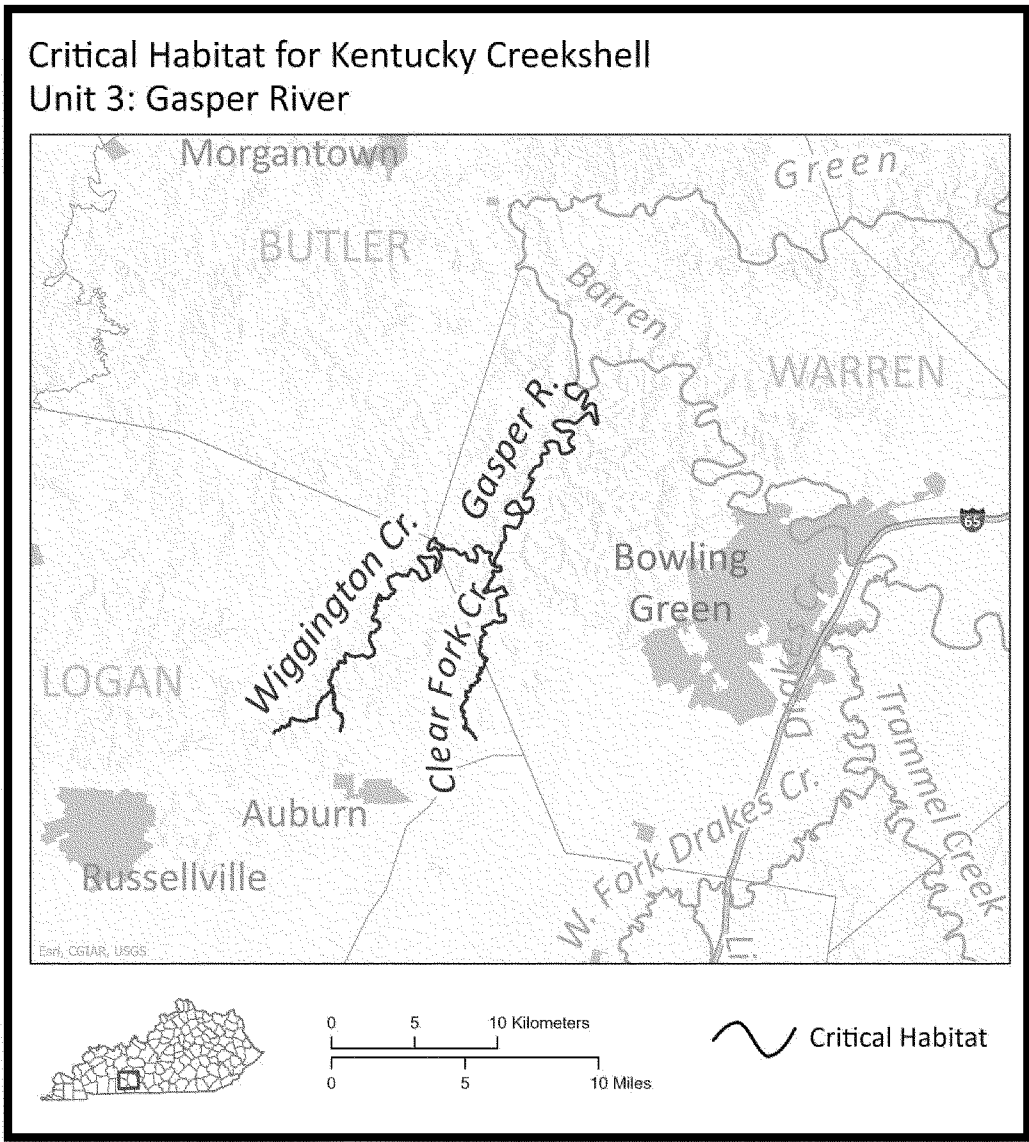 Critical Habitat for Kentucky Creekshell
Unit 3: Gasper River
Morgantown
Green
BUTLER
Barren
WARREN
Gasper R.
65
Wiggington Cr.
Bowling
Green
Clear Fork Cr.
LOGAN
Drakes Cr.
Trammel Creek
Auburn
W. Fork Drakes Cr.
Russellville
Esri, CGIAR, USGS
0 5 10 Kilometers
0 5 10 Miles
Critical Habitat